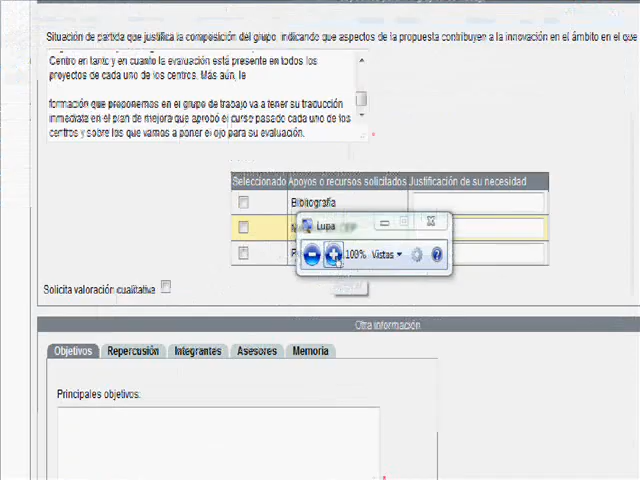 Situación de partida que justifica la composición del grupo, indicando que aspectos de la propuesta contribuyen a la innovación en el ámbito en el que
Centro en tanto y en cuanto la evaluación está presente en todos los
proyectos de cada uno de los centros. Más aún, le
formación que proponemos en el grupo de trabajo va a tener su traducción
inmediata en el plan de mejora que aprobó el curso pasado cada uno de los
centros y sobre los que vamos a poner el ojo para su evaluación.
*
Seleccionado Apoyos o recursos solicitados Justificación de su necesidad
Bibliografía
Lupa
100% Vistas
Solicita valoración cualitativa
Otra información
Objetivos Repercusión Integrantes Asesores Memoria
Principales objetivos:
*